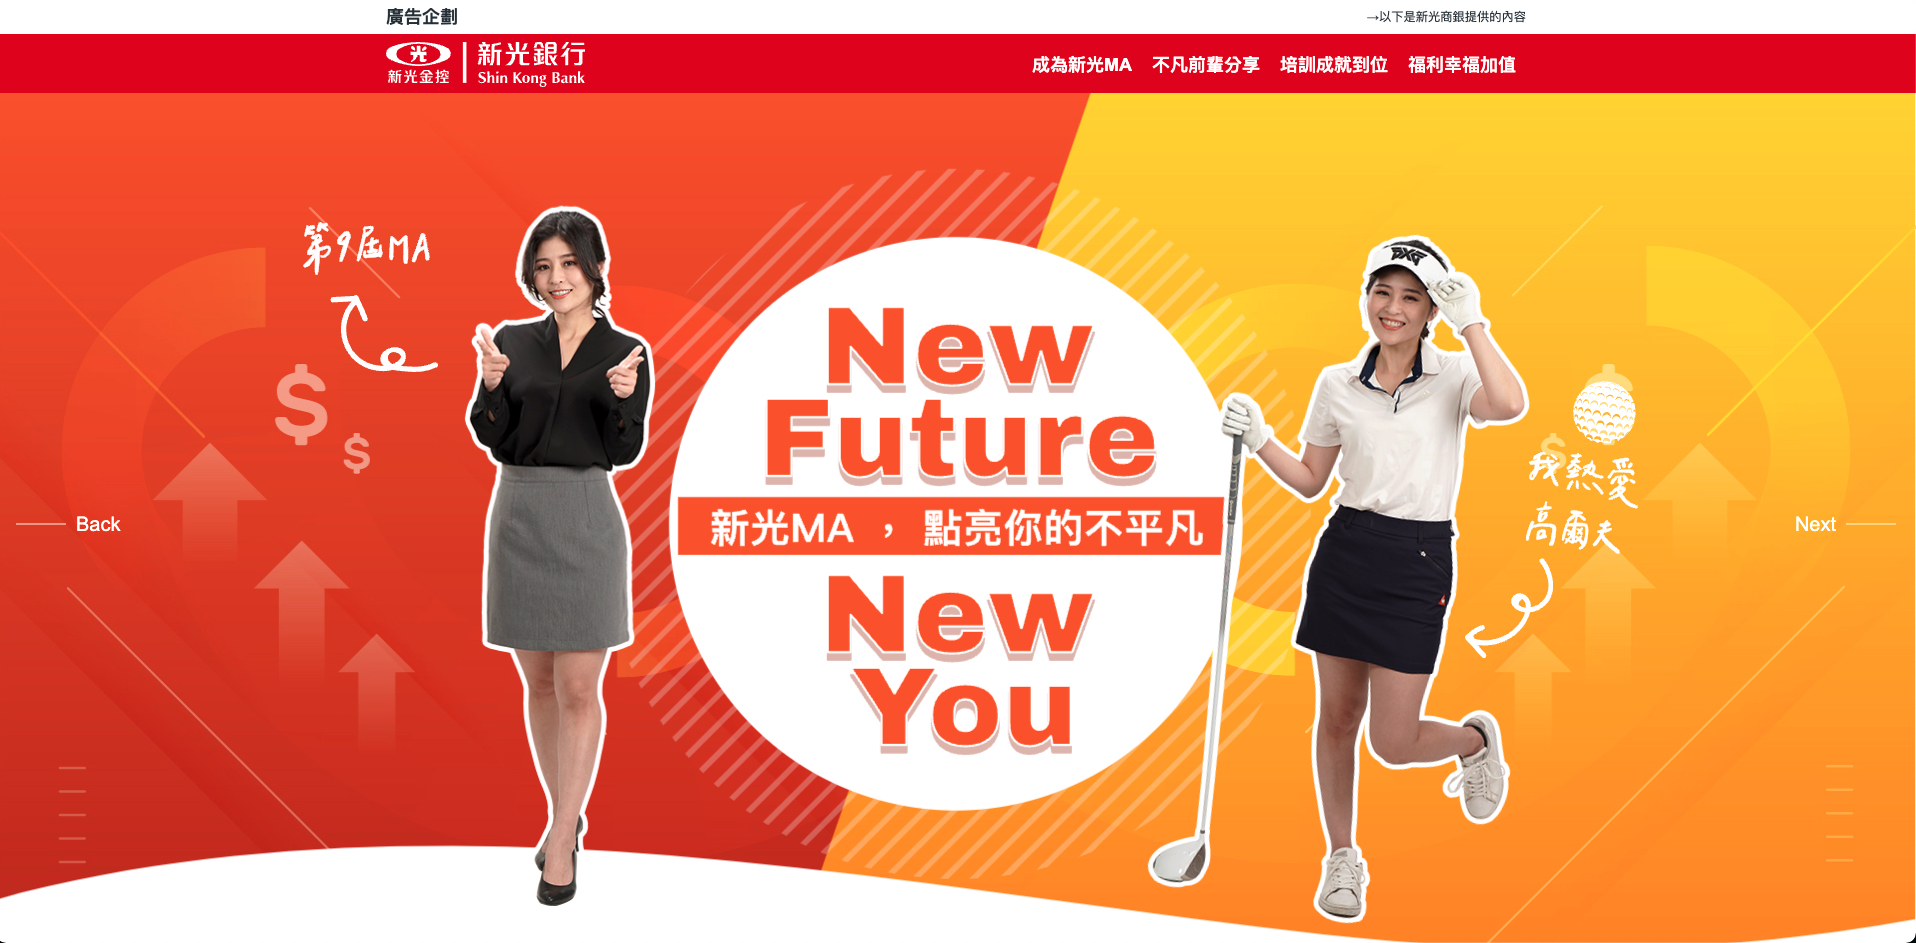 廣告企劃
→以下是新光商銀提供的內容
光
新光金控
新光銀行
Shin Kong Bank
成為新光MA
不凡前輩分享
培訓成就到位
福利幸福加值
第9屆MA
$
$
Back
New
Future
新光MA ， 點亮你的不平凡
New
You
PXG
$
我熱愛
高爾夫
Next